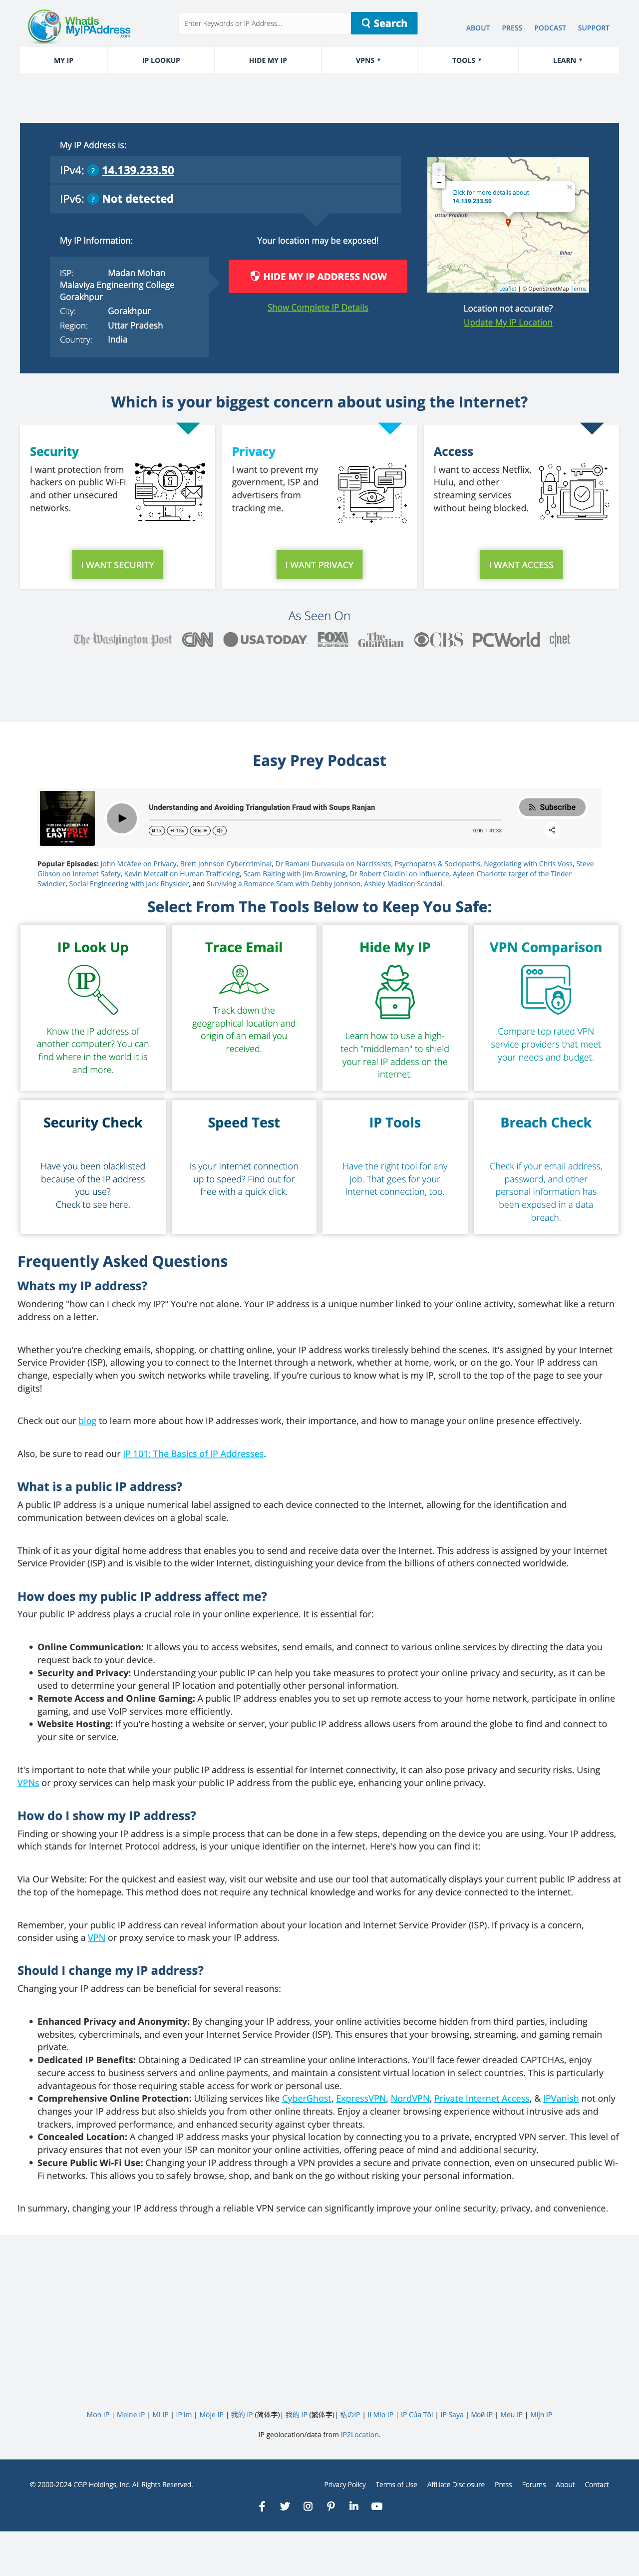 WhatIs
MyIPAddress
.com
Enter Keywords or IP Address...
Search
ABOUT PRESS PODCAST SUPPORT
MY IP IP LOOKUP HIDE MY IP VPNS TOOLS LEARN
My IP Address is:
IPv4: ? 14.139.233.50
IPv6: ? Not detected
My IP Information:
ISP: Madan Mohan
Malaviya Engineering College
Gorakhpur
City: Gorakhpur
Region: Uttar Pradesh
Country: India
Your location may be exposed!
HIDE MY IP ADDRESS NOW
Show Complete IP Details
+
-
Click for more details about
14.139.233.50
×
Uttar Pradesh
Bihar
Leaflet | © OpenStreetMap Terms
Location not accurate?
Update My IP Location
Which is your biggest concern about using the Internet?
Security
I want protection from
hackers on public Wi-Fi
and other unsecured
networks.
I WANT SECURITY
Privacy
I want to prevent my
government, ISP and
advertisers from
tracking me.
I WANT PRIVACY
Access
I want to access Netflix,
Hulu, and other
streaming services
without being blocked.
I WANT ACCESS
As Seen On
The Washington Post CNN USA TODAY FOX BUSINESS The Guardian CBS PCWorld c|net
Easy Prey Podcast
EASY PREY
Understanding and Avoiding Triangulation Fraud with Soups Ranjan
1x 15s 30s
0:00 / 41:33
Subscribe
Popular Episodes: John McAfee on Privacy, Brett Johnson Cybercriminal, Dr Ramani Durvasula on Narcissists, Psychopaths & Sociopaths, Negotiating with Chris Voss, Steve
Gibson on Internet Safety, Kevin Metcalf on Human Trafficking, Scam Baiting with Jim Browning, Dr Robert Cialdini on Influence, Ayleen Charlotte target of the Tinder
Swindler, Social Engineering with Jack Rhysider, and Surviving a Romance Scam with Debby Johnson, Ashley Madison Scandal.
Select From The Tools Below to Keep You Safe:
IP Look Up
IP
Know the IP address of
another computer? You can
find where in the world it is
and more.
Trace Email
Track down the
geographical location and
origin of an email you
received.
Hide My IP
Learn how to use a high-
tech "middleman" to shield
your real IP addess on the
internet.
VPN Comparison
Compare top rated VPN
service providers that meet
your needs and budget.
Security Check
Have you been blacklisted
because of the IP address
you use?
Check to see here.
Speed Test
Is your Internet connection
up to speed? Find out for
free with a quick click.
IP Tools
Have the right tool for any
job. That goes for your
Internet connection, too.
Breach Check
Check if your email address,
password, and other
personal information has
been exposed in a data
breach.
Frequently Asked Questions
Whats my IP address?
Wondering "how can I check my IP?" You're not alone. Your IP address is a unique number linked to your online activity, somewhat like a return
address on a letter.
Whether you're checking emails, shopping, or chatting online, your IP address works tirelessly behind the scenes. It's assigned by your Internet
Service Provider (ISP), allowing you to connect to the Internet through a network, whether at home, work, or on the go. Your IP address can
change, especially when you switch networks while traveling. If you're curious to know what is my IP, scroll to the top of the page to see your
digits!
Check out our blog to learn more about how IP addresses work, their importance, and how to manage your online presence effectively.
Also, be sure to read our IP 101: The Basics of IP Addresses.
What is a public IP address?
A public IP address is a unique numerical label assigned to each device connected to the Internet, allowing for the identification and
communication between devices on a global scale.
Think of it as your digital home address that enables you to send and receive data over the Internet. This address is assigned by your Internet
Service Provider (ISP) and is visible to the wider Internet, distinguishing your device from the billions of others connected worldwide.
How does my public IP address affect me?
Your public IP address plays a crucial role in your online experience. It is essential for:
• Online Communication: It allows you to access websites, send emails, and connect to various online services by directing the data you
request back to your device.
• Security and Privacy: Understanding your public IP can help you take measures to protect your online privacy and security, as it can be
used to determine your general IP location and potentially other personal information.
• Remote Access and Online Gaming: A public IP address enables you to set up remote access to your home network, participate in online
gaming, and use VoIP services more efficiently.
• Website Hosting: If you're hosting a website or server, your public IP address allows users from around the globe to find and connect to
your site or service.
It's important to note that while your public IP address is essential for Internet connectivity, it can also pose privacy and security risks. Using
VPNs or proxy services can help mask your public IP address from the public eye, enhancing your online privacy.
How do I show my IP address?
Finding or showing your IP address is a simple process that can be done in a few steps, depending on the device you are using. Your IP address,
which stands for Internet Protocol address, is your unique identifier on the internet. Here's how you can find it:
Via Our Website: For the quickest and easiest way, visit our website and use our tool that automatically displays your current public IP address at
the top of the homepage. This method does not require any technical knowledge and works for any device connected to the internet.
Remember, your public IP address can reveal information about your location and Internet Service Provider (ISP). If privacy is a concern,
consider using a VPN or proxy service to mask your IP address.
Should I change my IP address?
Changing your IP address can be beneficial for several reasons:
• Enhanced Privacy and Anonymity: By changing your IP address, your online activities become hidden from third parties, including
websites, cybercriminals, and even your Internet Service Provider (ISP). This ensures that your browsing, streaming, and gaming remain
private.
• Dedicated IP Benefits: Obtaining a Dedicated IP can streamline your online interactions. You'll face fewer dreaded CAPTCHAs, enjoy
secure access to business servers and online payments, and maintain a consistent virtual location in select countries. This is particularly
advantageous for those requiring stable access for work or personal use.
• Comprehensive Online Protection: Utilizing services like CyberGhost, ExpressVPN, NordVPN, Private Internet Access, & IPVanish not only
changes your IP but also shields you from other online threats. Enjoy a cleaner browsing experience without intrusive ads and
trackers, improved performance, and enhanced security against cyber threats.
• Concealed Location: A changed IP address masks your physical location by connecting you to a private, encrypted VPN server. This level of
privacy ensures that not even your ISP can monitor your online activities, offering peace of mind and additional security.
• Secure Public Wi-Fi Use: Changing your IP address through a VPN provides a secure and private connection, even on unsecured public Wi-
Fi networks. This allows you to safely browse, shop, and bank on the go without risking your personal information.
In summary, changing your IP address through a reliable VPN service can significantly improve your online security, privacy, and convenience.
Mon IP | Meine IP | Mi IP | IP'im | Móje IP | 我的 IP (简体字)| 我的 IP (繁体字)| 私のIP | Il Mio IP | IP Của Tôi | IP Saya | Мой IP | Meu IP | Mijn IP
IP geolocation/data from IP2Location.
© 2000-2024 CGP Holdings, Inc. All Rights Reserved.
Privacy Policy Terms of Use Affiliate Disclosure Press Forums About Contact